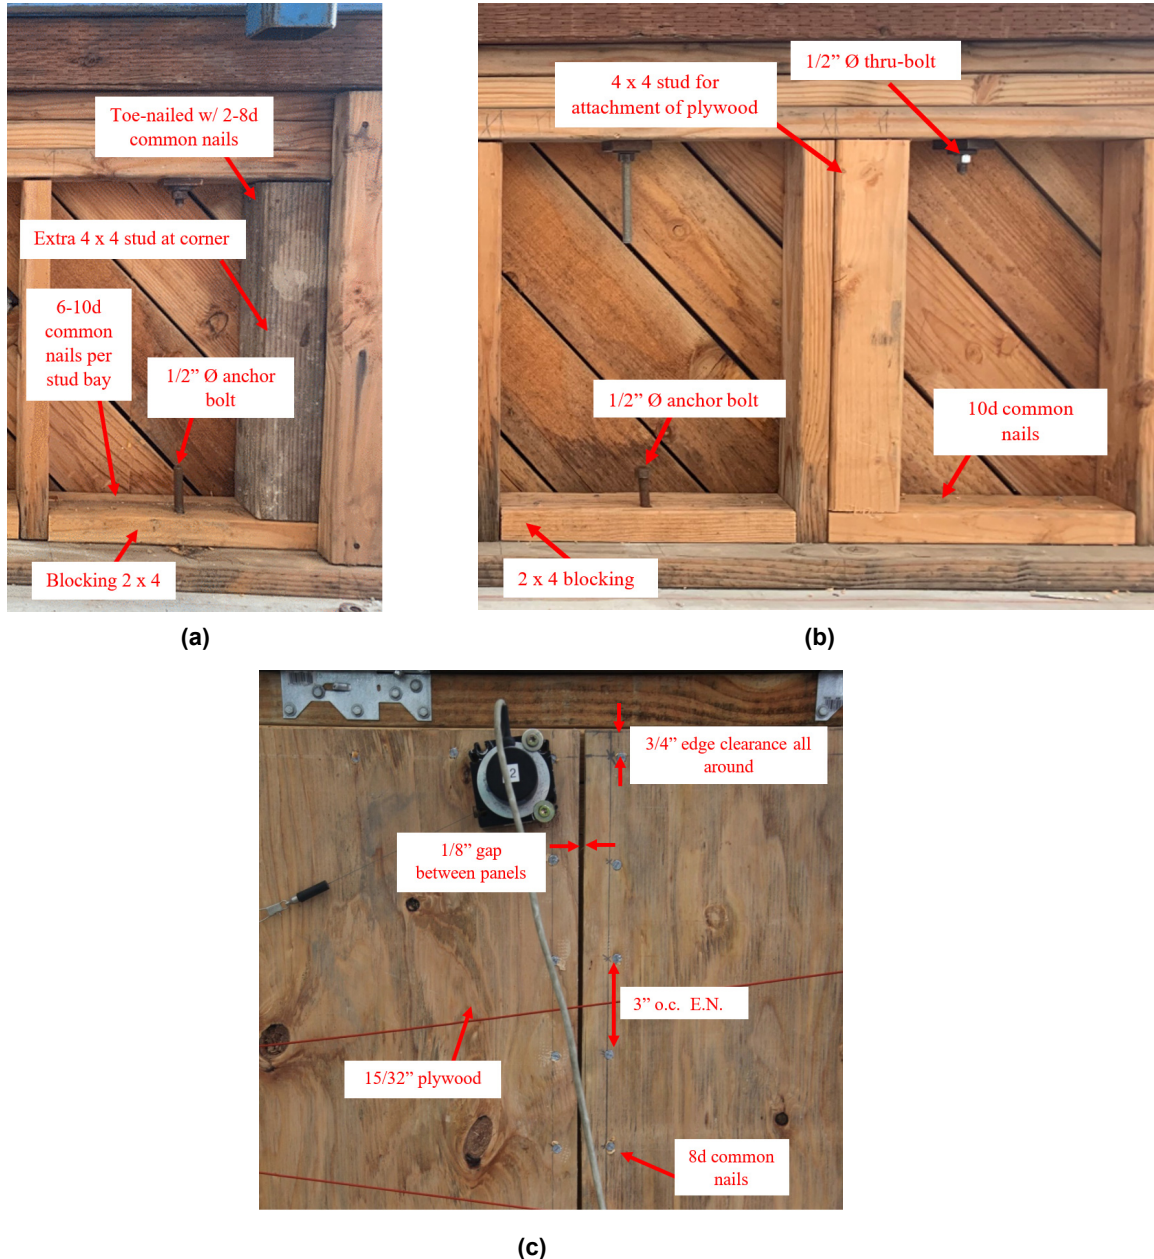 Toe-nailed w/ 2-8d
common nails
Extra 4 x 4 stud at corner
6-10d
common
nails per
stud bay
1/2” Ø anchor
bolt
Blocking 2 x 4
(a)
4 x 4 stud for
attachment of plywood
1/2” Ø thru-bolt
1/2” Ø anchor bolt
10d common
nails
2 x 4 blocking
(b)
3/4” edge clearance all
around
1/8” gap
between panels
3” o.c. E.N.
15/32” plywood
8d common
nails
(c)